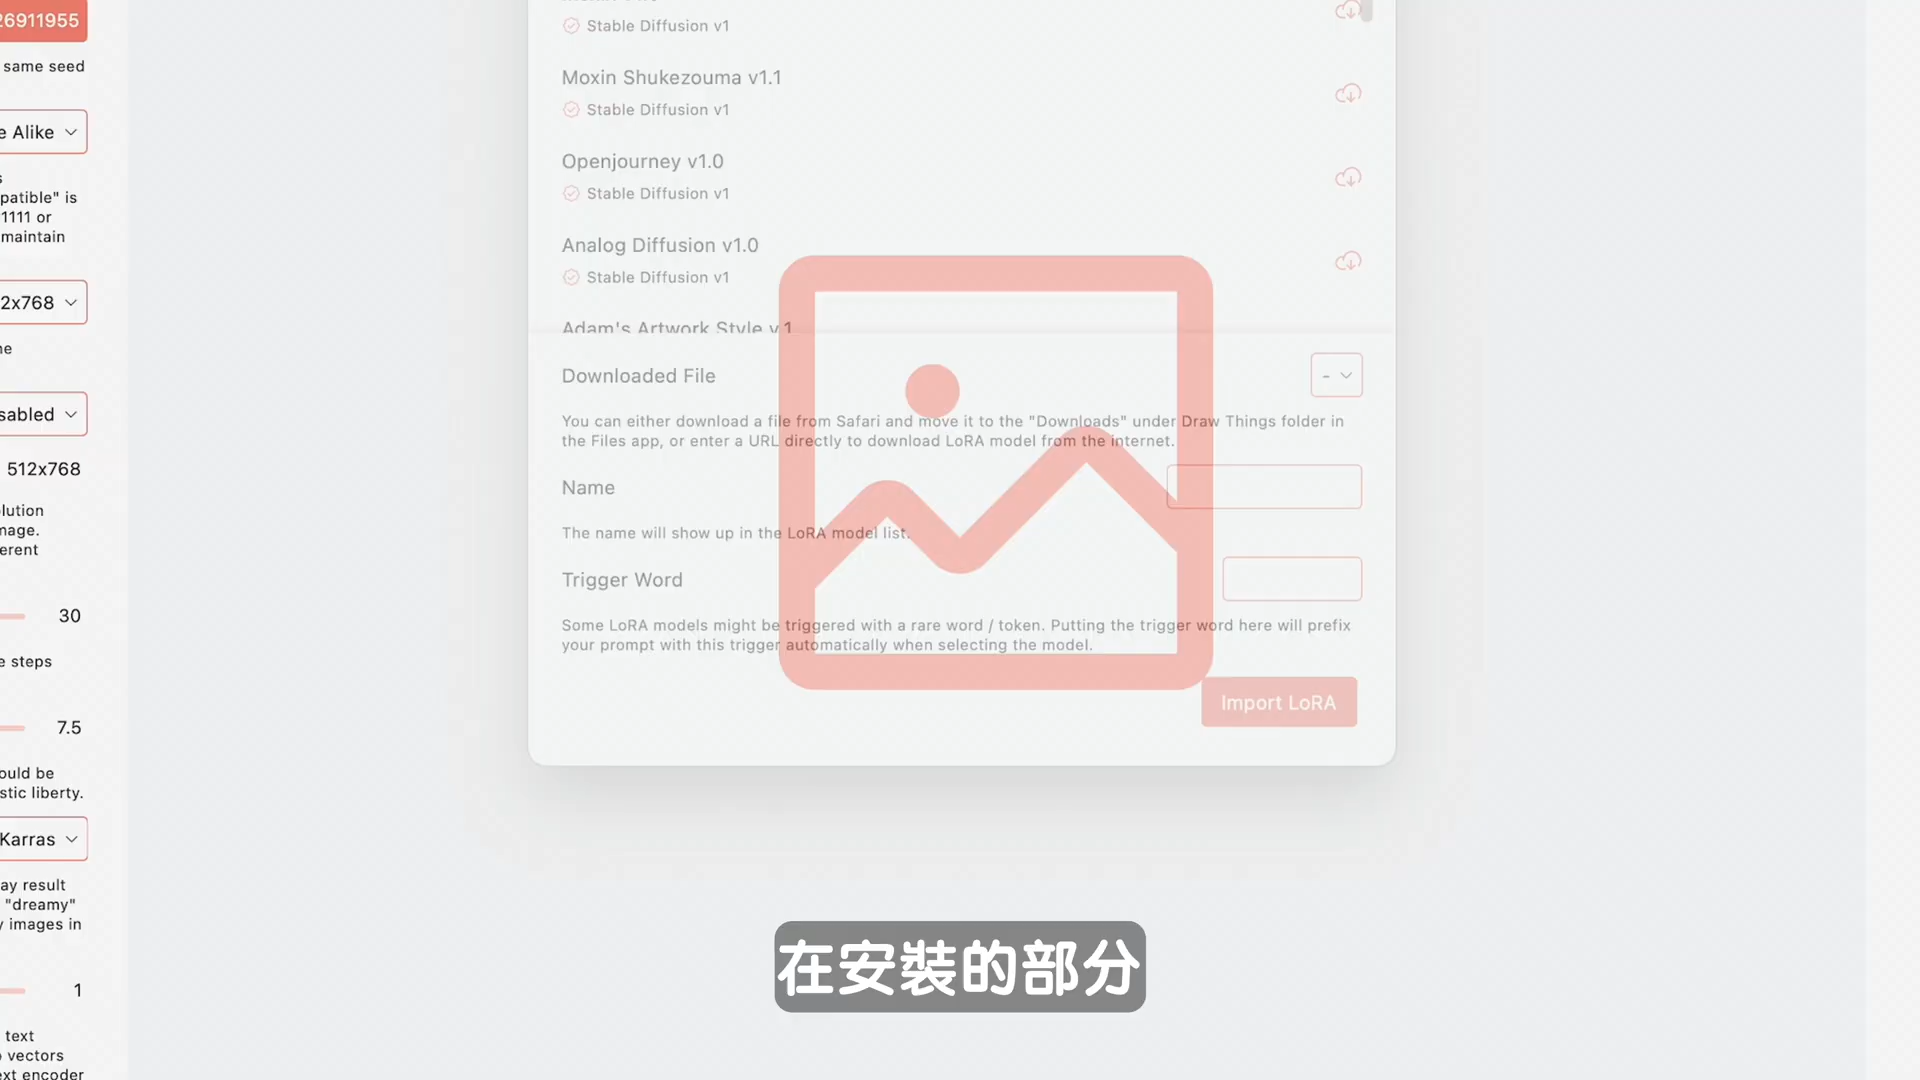 26911955
same seed
e Alike
patible" is
1111 or
maintain
2x768
ne
sabled
512x768
olution
mage.
erent
30
e steps
7.5
ould be
stic liberty.
Karras
ay result
"dreamy"
y images in
1
text
vectors
ext encoder
Stable Diffusion v1
Moxin Shukezouma v1.1
Stable Diffusion v1
Openjourney v1.0
Stable Diffusion v1
Analog Diffusion v1.0
Stable Diffusion v1
Adam's Artwork Style v.1
Downloaded File
-
You can either download a file from Safari and move it to the "Downloads" under Draw Things folder in
the Files app, or enter a URL directly to download LoRA model from the internet.
Name
The name will show up in the LoRA model list.
Trigger Word
Some LoRA models might be triggered with a rare word / token. Putting the trigger word here will prefix
your prompt with this trigger automatically when selecting the model.
Import LoRA
在安裝的部分